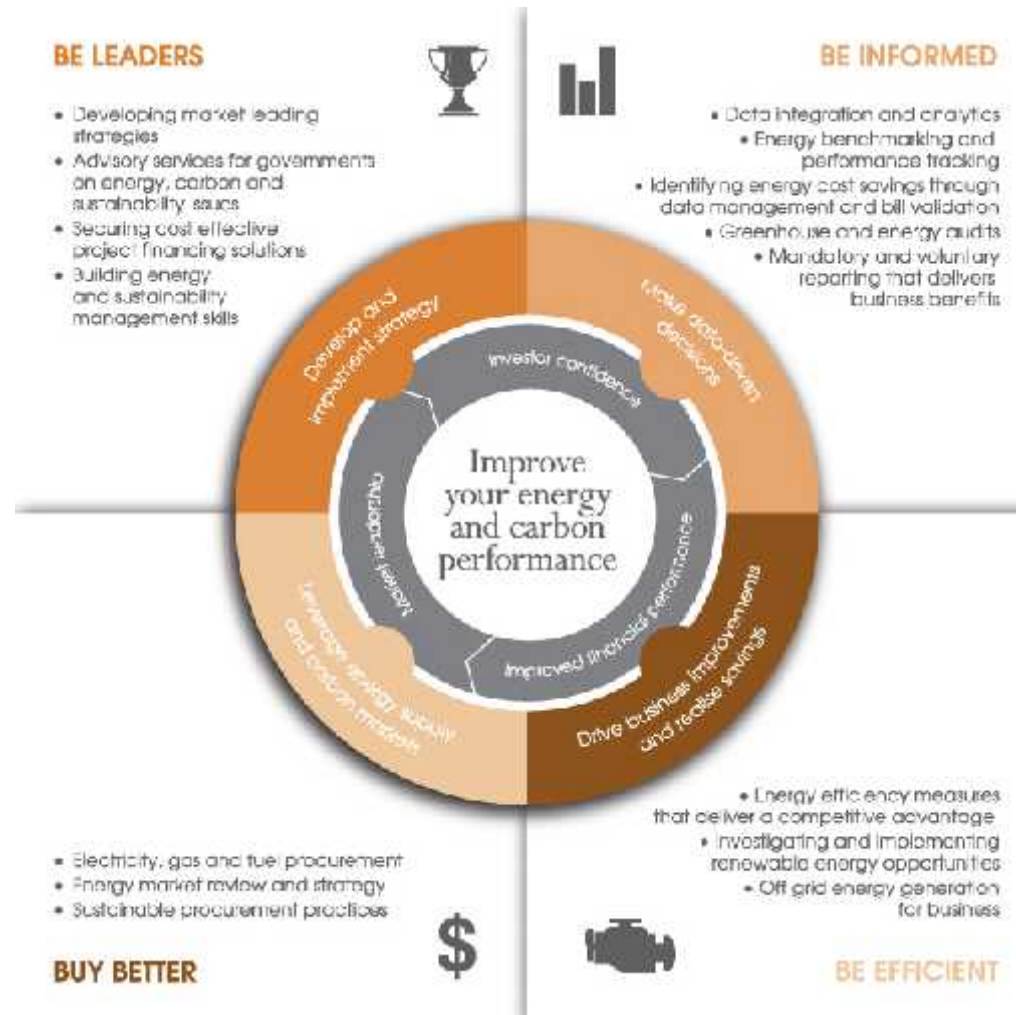 BE LEADERS
• Developing market leading
strategies
• Advisory services for governments
on energy, carbon and
sustainability issues
• Securing cost effective
project financing solutions
• Building energy
and sustainability
management skills
BE INFORMED
• Data integration and analytics
• Energy benchmarking and
performance tracking
• Identifying energy cost savings through
data management and bill validation
• Greenhouse and energy audits
• Mandatory and voluntary
reporting that delivers
business benefits
Develop and
implement strategy
Make data-driven
decisions
Investor confidence
Market leadership
Improve
your energy
and carbon
performance
Improved financial performance
Leverage energy supply
and carbon markets
Drive business improvements
and realise savings
• Electricity, gas and fuel procurement
• Energy market review and strategy
• Sustainable procurement practices
$
BUY BETTER
• Energy efficiency measures
that deliver a competitive advantage
• Investigating and implementing
renewable energy opportunities
• Off grid energy generation
for business
BE EFFICIENT